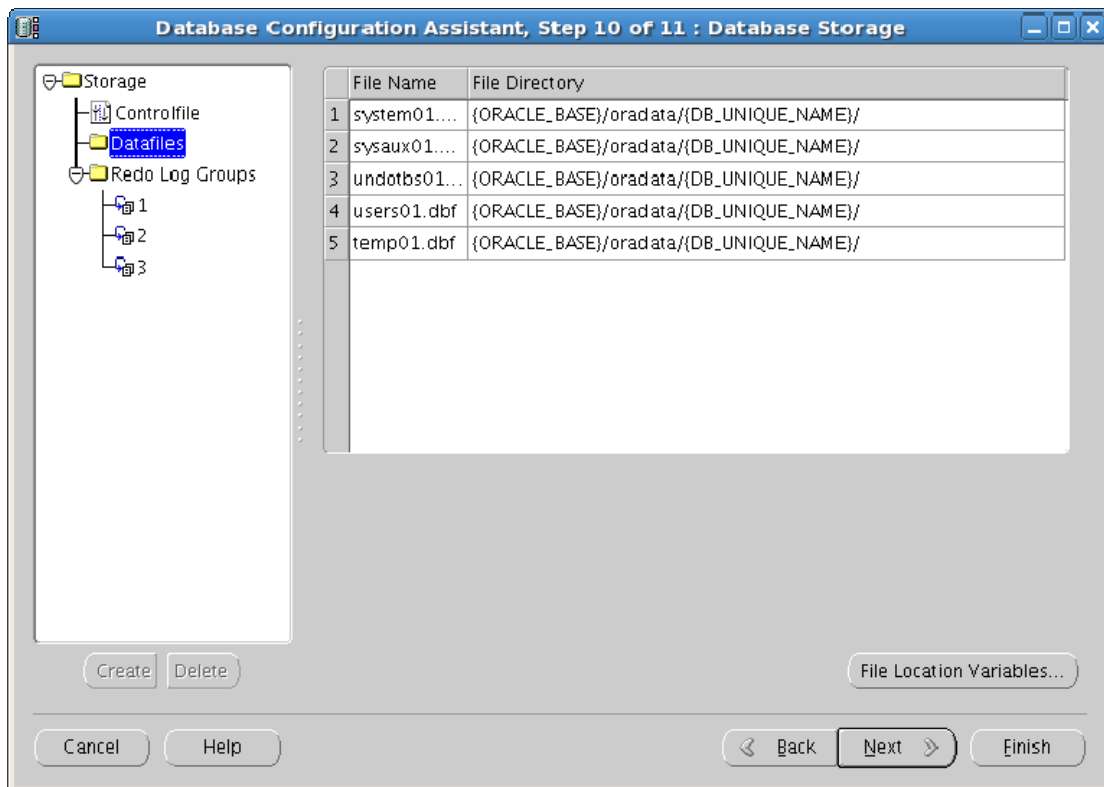 Database Configuration Assistant, Step 10 of 11 : Database Storage
Storage
Controlfile
Datafiles
Redo Log Groups
1
2
3
File Name File Directory
1 system01.... {ORACLE_BASE}/oradata/{DB_UNIQUE_NAME}/
2 sysaux01.... {ORACLE_BASE}/oradata/{DB_UNIQUE_NAME}/
3 undotbs01... {ORACLE_BASE}/oradata/{DB_UNIQUE_NAME}/
4 users01.dbf {ORACLE_BASE}/oradata/{DB_UNIQUE_NAME}/
5 temp01.dbf {ORACLE_BASE}/oradata/{DB_UNIQUE_NAME}/
Create Delete
File Location Variables...
Cancel Help Back Next Finish